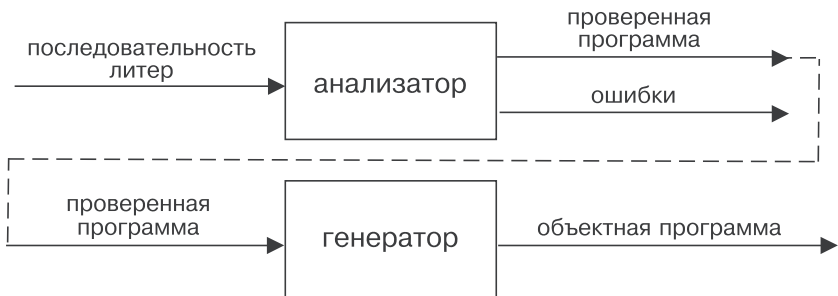 последовательность
литер
анализатор
проверенная
программа
ошибки
проверенная
программа
генератор
объектная программа